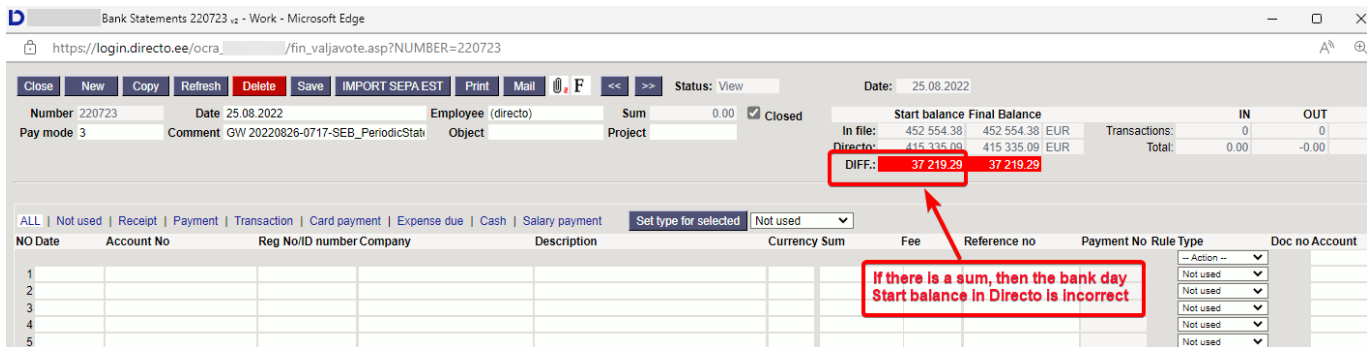 Bank Statements 220723 v2 - Work - Microsoft Edge
https://login.directo.ee/ocra_ /fin_valjavote.asp?NUMBER=220723
Close New Copy Refresh Delete Save IMPORT SEPA EST Print Mail 2 F << >> Status: View Date: 25.08.2022
Number 220723 Date 25.08.2022 Employee (directo) Sum 0.00 Closed
Start balance Final Balance IN OUT
Pay mode 3 Comment GW 20220826-0717-SEB_PeriodicState Object Project
In file: 452 554.38 452 554.38 EUR Transactions: 0 0
Directo: 415 335.09 415 335.09 EUR Total: 0.00 -0.00
DIFF.: 37 219.29 37 219.29
ALL | Not used | Receipt | Payment | Transaction | Card payment | Expense due | Cash | Salary payment Set type for selected Not used
NO Date Account No Reg No/ID number Company Description Currency Sum Fee Reference no Payment No Rule Type Doc no Account
-- Action --
1 Not used
2 Not used
3 Not used
4 Not used
5 Not used
If there is a sum, then the bank day
Start balance in Directo is incorrect